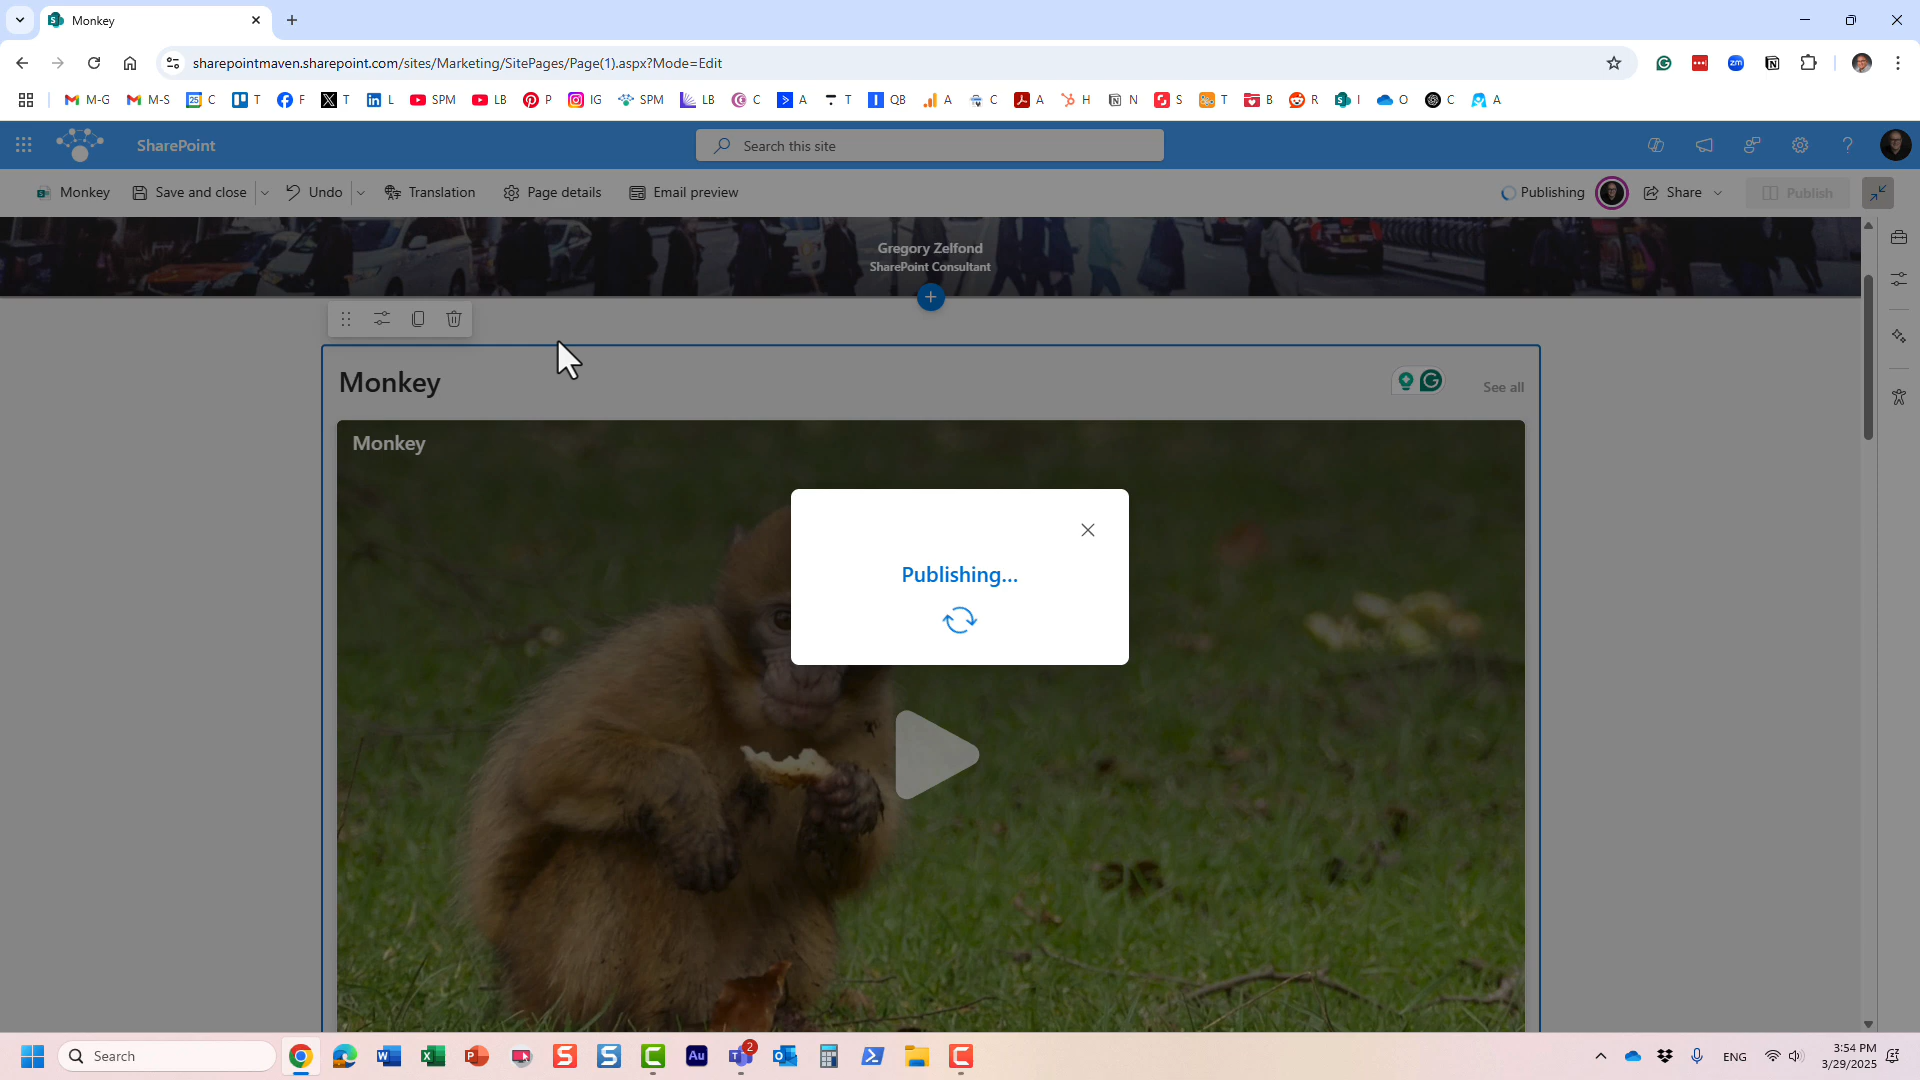 Monkey
sharepointmaven.sharepoint.com/sites/Marketing/SitePages/Page(1).aspx?Mode=Edit
M-G M-S C T F T L SPM LB P IG SPM LB C A T QB A C A H N S T B R I O C A
SharePoint
Search this site
Monkey Save and close Undo Translation Page details Email preview Publishing Share Publish
Gregory Zelfond
SharePoint Consultant
Monkey
See all
Monkey
Publishing...
Search
2
ENG
3:54 PM
3/29/2025